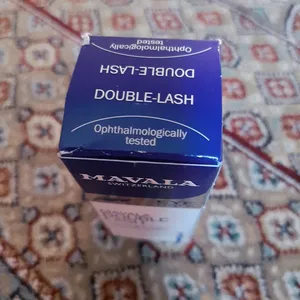 Ophthalmologically
tested
DOUBLE-LASH
DOUBLE-LASH
Ophthalmologically
tested
MAVALA
SWITZERLAND